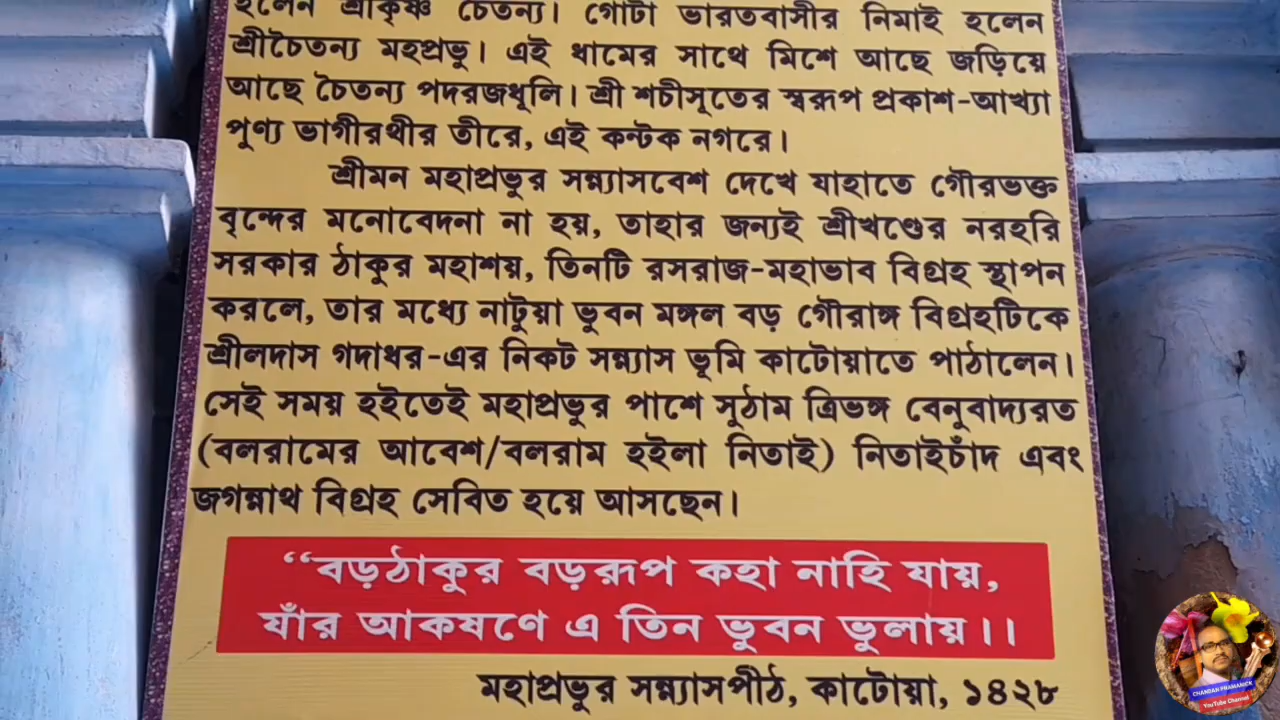 হলেন শ্রীকৃষ্ণ চৈতন্য। গোটা ভারতবাসীর নিমাই হলেন
শ্রীচৈতন্য মহপ্রভু। এই ধামের সাথে মিশে আছে জড়িয়ে
আছে চৈতন্য পদরজধূলি। শ্রী শচীসূতের স্বরূপ প্রকাশ-আখ্যা
পুণ্য ভাগীরথীর তীরে, এই কন্টক নগরে।
শ্রীমন মহাপ্রভুর সন্ন্যাসবেশ দেখে যাহাতে গৌরভক্ত
বৃন্দের মনোবেদনা না হয়, তাহার জন্যই শ্রীখণ্ডের নরহরি
সরকার ঠাকুর মহাশয়, তিনটি রসরাজ-মহাভাব বিগ্রহ স্থাপন
করলে, তার মধ্যে নাটুয়া ভুবন মঙ্গল বড় গৌরাঙ্গ বিগ্রহটিকে
শ্রীলদাস গদাধর-এর নিকট সন্ন্যাস ভূমি কাটোয়াতে পাঠালেন।
সেই সময় হইতেই মহাপ্রভুর পাশে সুঠাম ত্রিভঙ্গ বেনুবাদ্যরত
(বলরামের আবেশ/বলরাম হইলা নিতাই) নিতাইচাঁদ এবং
জগন্নাথ বিগ্রহ সেবিত হয়ে আসছেন।
“বড়ঠাকুর বড়রূপ কহা নাহি যায়,
যাঁর আকষণে এ তিন ভুবন ভুলায়।।
মহাপ্রভুর সন্ন্যাসপীঠ, কাটোয়া, ১৪২৮
CHANDAN PRAMANICK
YouTube Channel